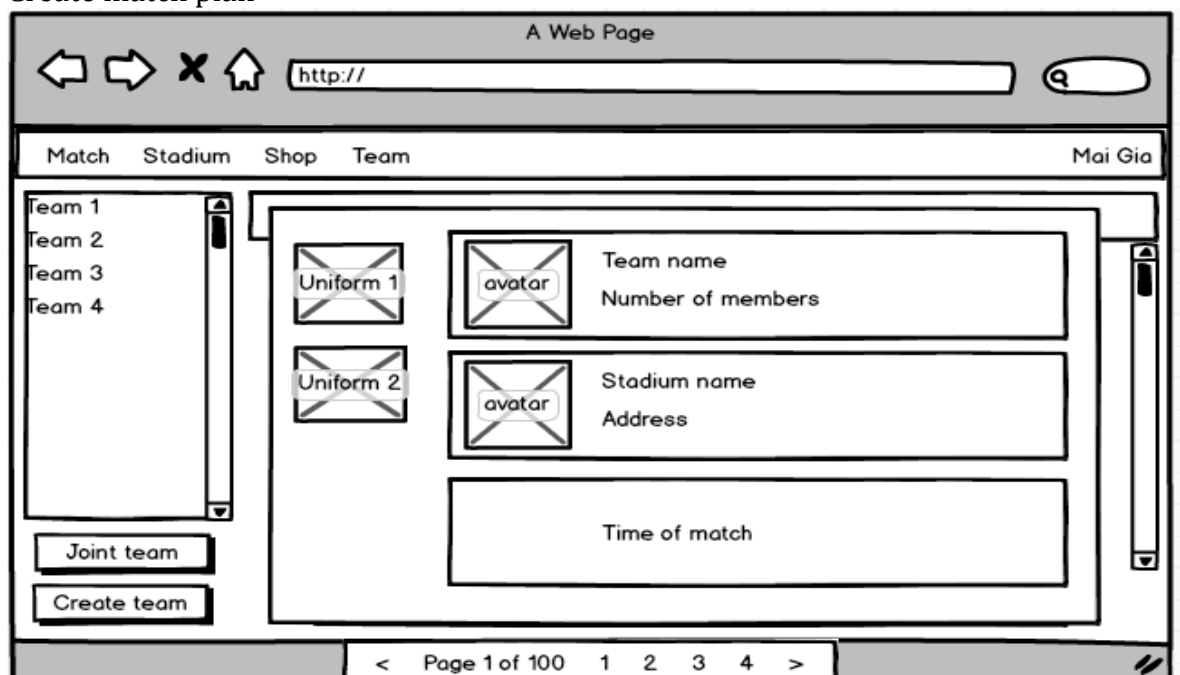 Create match plan
A Web Page
http://
Match Stadium Shop Team Mai Gia
Team 1
Team 2
Team 3
Team 4
Joint team
Create team
Uniform 1
Uniform 2
avatar
Team name
Number of members
avatar
Stadium name
Address
Time of match
< Page 1 of 100 1 2 3 4 >